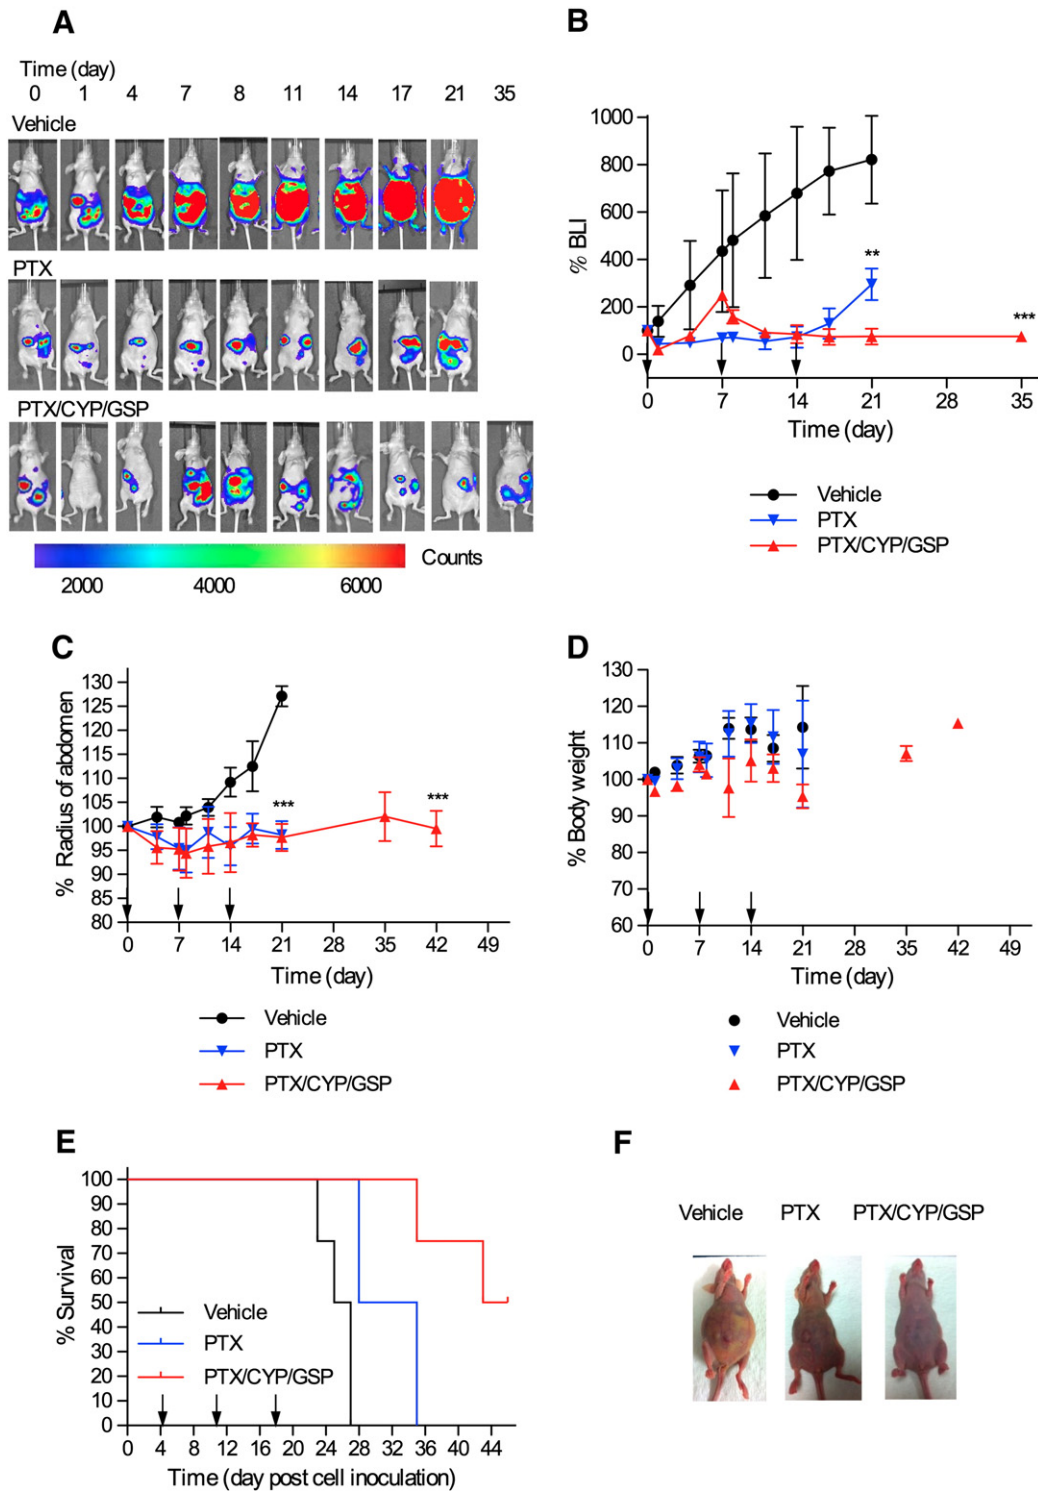 A
Time (day)
0 1 4 7 8 11 14 17 21 35
Vehicle
PTX
PTX/CYP/GSP
Counts
2000 4000 6000
B
% BLI
1000
800
600
400
200
0
**
***
0 7 14 21 28 35
Time (day)
Vehicle
PTX
PTX/CYP/GSP
C
% Radius of abdomen
130
125
120
115
110
105
100
95
90
85
80
***
***
0 7 14 21 28 35 42 49
Time (day)
Vehicle
PTX
PTX/CYP/GSP
D
% Body weight
130
120
110
100
90
80
70
60
0 7 14 21 28 35 42 49
Time (day)
Vehicle
PTX
PTX/CYP/GSP
E
% Survival
100
90
80
70
60
50
40
30
20
10
0
Vehicle
PTX
PTX/CYP/GSP
0 4 8 12 16 20 24 28 32 36 40 44
Time (day post cell inoculation)
F
Vehicle PTX PTX/CYP/GSP